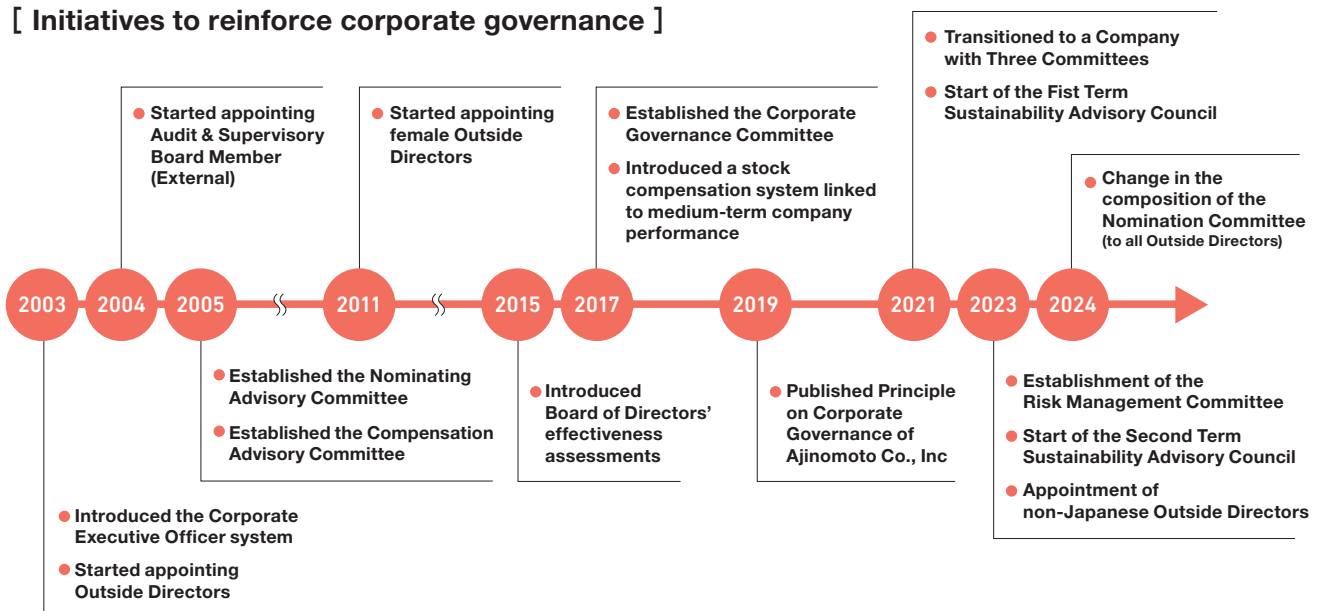 [ Initiatives to reinforce corporate governance ]
Started appointing
Audit & Supervisory
Board Member
(External)
Started appointing
female Outside
Directors
Established the Corporate
Governance Committee
Introduced a stock
compensation system linked
to medium-term company
performance
Transitioned to a Company
with Three Committees
Start of the Fist Term
Sustainability Advisory Council
Change in the
composition of the
Nomination Committee
(to all Outside Directors)
2003
2004
2005
2011
2015
2017
2019
2021
2023
2024
Introduced the Corporate
Executive Officer system
Started appointing
Outside Directors
Established the Nominating
Advisory Committee
Established the Compensation
Advisory Committee
Introduced
Board of Directors’
effectiveness
assessments
Published Principle
on Corporate
Governance of
Ajinomoto Co., Inc
Establishment of the
Risk Management Committee
Start of the Second Term
Sustainability Advisory Council
Appointment of
non-Japanese Outside Directors